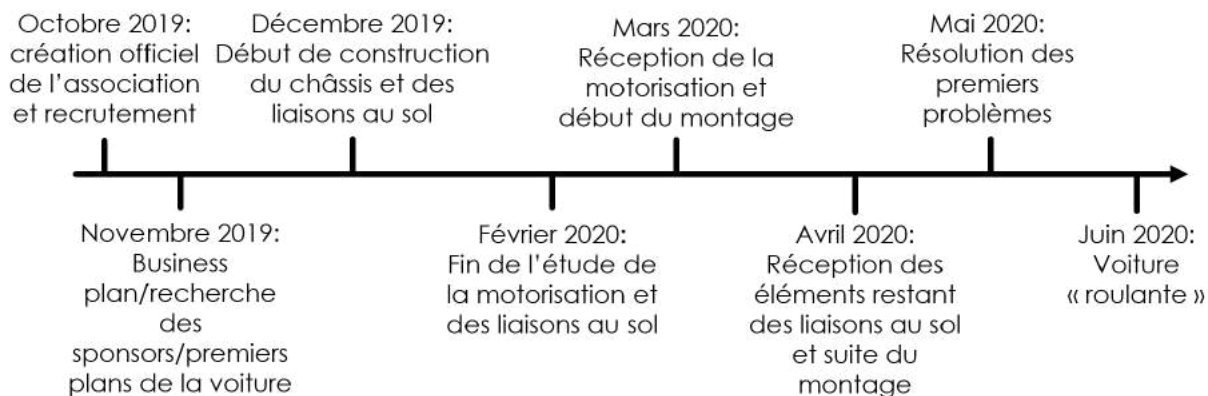 Octobre 2019:
création officiel
de l'association
et recrutement
Décembre 2019:
Début de construction
du châssis et des
liaisons au sol
Mars 2020:
Réception de la
motorisation et
début du montage
Mai 2020:
Résolution des
premiers
problèmes
Novembre 2019:
Business
plan/recherche
des
sponsors/premiers
plans de la voiture
Février 2020:
Fin de l'étude de
la motorisation et
des liaisons au sol
Avril 2020:
Réception des
éléments restant
des liaisons au sol
et suite du
montage
Juin 2020:
Voiture
« roulante »